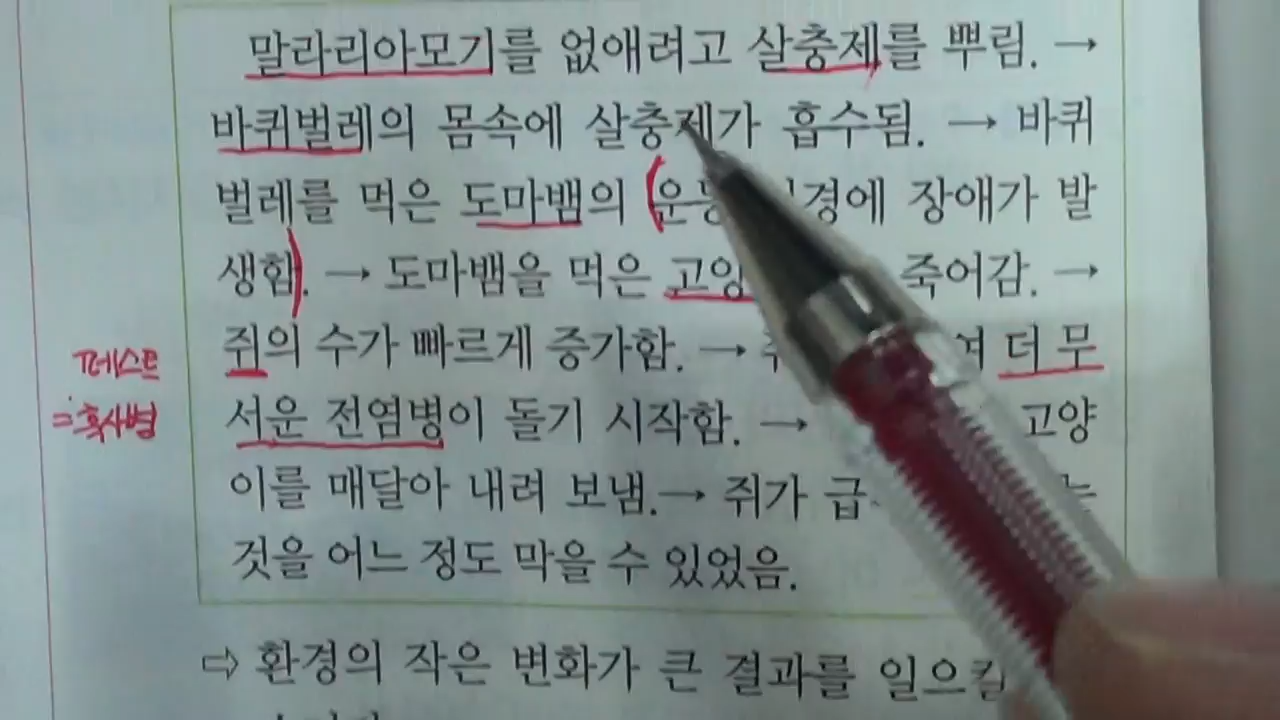 말라리아모기를 없애려고 살충제를 뿌림. →
바퀴벌레의 몸속에 살충제가 흡수됨. → 바퀴
벌레를 먹은 도마뱀의 장애가 발
생함. → 도마뱀을 먹은 죽어감. →
쥐의 수가 빠르게 증가함. → 더 무
페스트
서운 전염병이 돌기 시작함. → 고양
= 흑사병
이를 매달아 내려 보냄. → 쥐가
것을 어느 정도 막을 수 있었음.
⇨ 환경의 작은 변화가 큰 결과를 일으킬